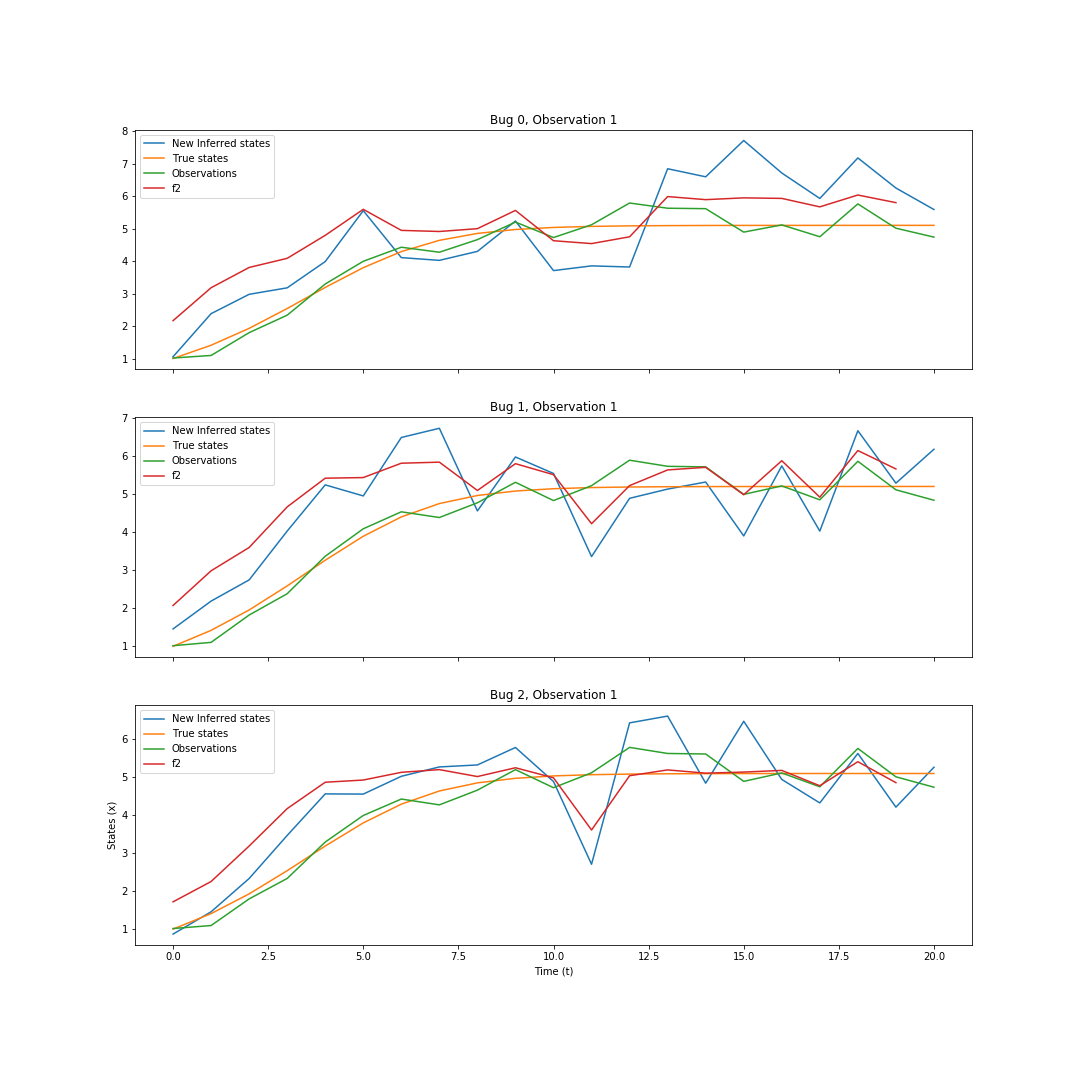 Bug 0, Observation 1
8
7
6
5
4
3
2
1
New Inferred states
True states
Observations
f2
Bug 1, Observation 1
7
6
5
4
3
2
1
New Inferred states
True states
Observations
f2
Bug 2, Observation 1
States (x)
6
5
4
3
2
1
New Inferred states
True states
Observations
f2
0.0 2.5 5.0 7.5 10.0 12.5 15.0 17.5 20.0
Time (t)